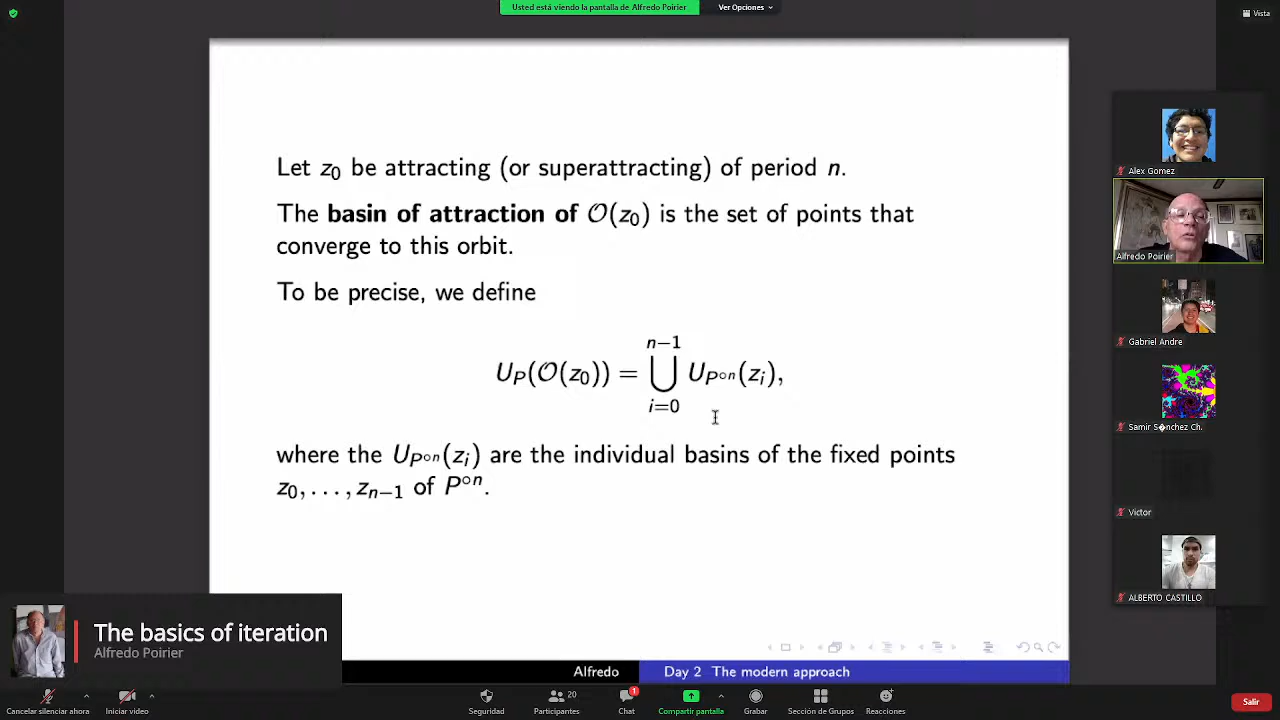 Usted está viendo la pantalla de Alfredo Poirier
Ver Opciones
Vista
Let z₀ be attracting (or superattracting) of period n.
The basin of attraction of 𝒪(z₀) is the set of points that
converge to this orbit.
To be precise, we define
U_P(𝒪(z₀)) = ⋃_{i=0}^{n−1} U_{P^{∘n}}(z_i),
where the U_{P^{∘n}}(z_i) are the individual basins of the fixed points
z₀, . . . , z_{n−1} of P^{∘n}.
Alex Gomez
Alfredo Poirier
Gabriel Andre
Samir S�nchez Ch.
Victor
ALBERTO CASTILLO
The basics of iteration
Alfredo Poirier
Alfredo
Day 2 The modern approach
Cancelar silenciar ahora
Iniciar video
Seguridad
20
Participantes
1
Chat
Compartir pantalla
Grabar
Sección de Grupos
Reacciones
Salir